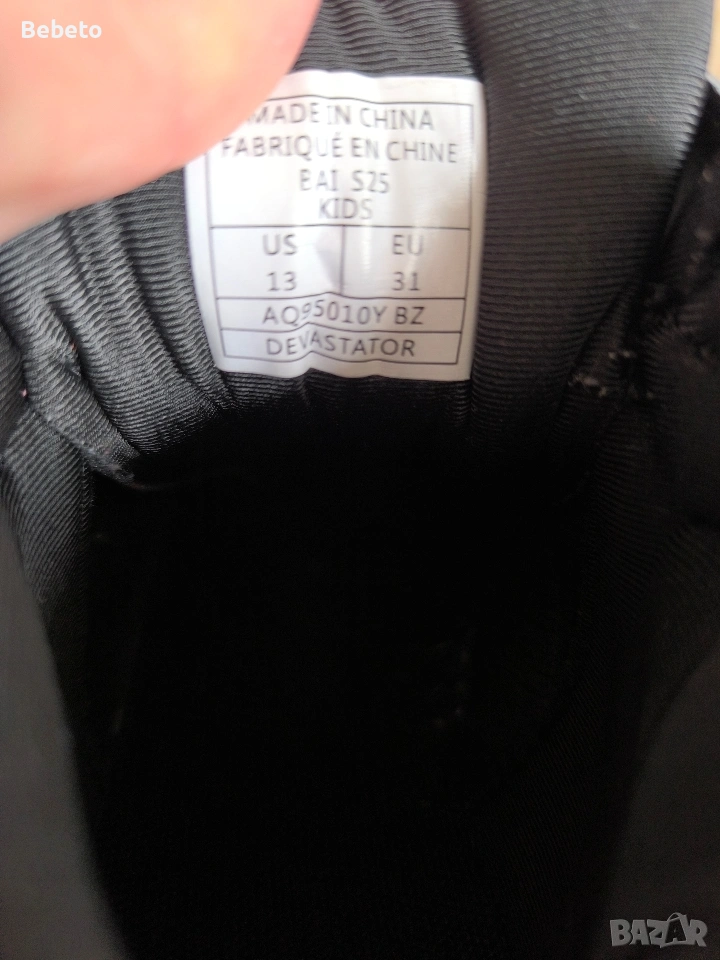 Bebeto
MADE IN CHINA
FABRIQUÉ EN CHINE
BAI S25
KIDS
US EU
13 31
AQ95010Y BZ
DEVASTATOR
BAZAR